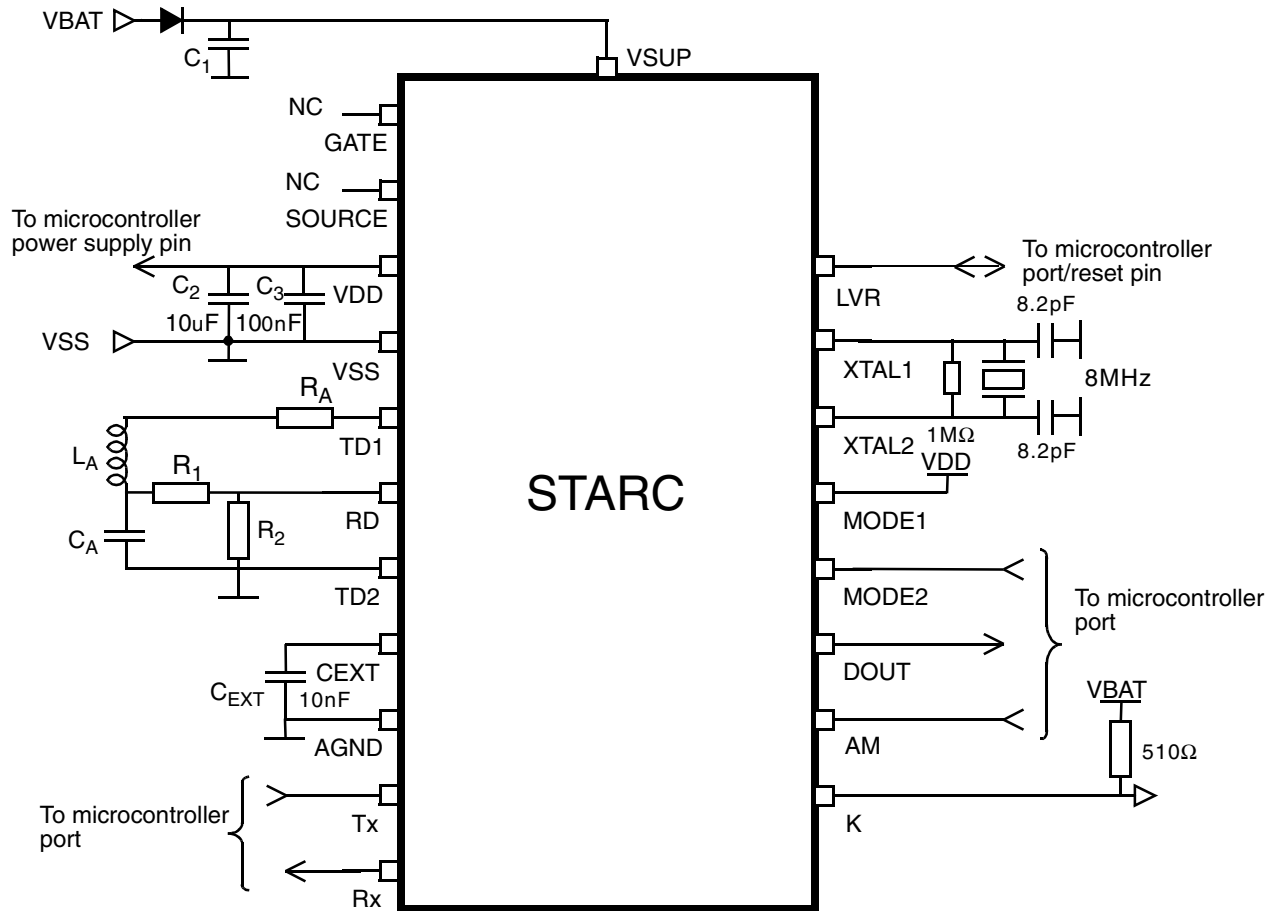 VBAT
C1
VSUP
NC
GATE
NC
SOURCE
To microcontroller
power supply pin
C2
C3
VDD
10uF
100nF
VSS
VSS
RA
TD1
LA
R1
RD
CA
R2
TD2
CEXT
CEXT
10nF
AGND
To microcontroller
port
Tx
Rx
STARC
To microcontroller
port/reset pin
LVR
8.2pF
XTAL1
8MHz
XTAL2
1MΩ
8.2pF
VDD
MODE1
MODE2
To microcontroller
port
DOUT
VBAT
AM
510Ω
K